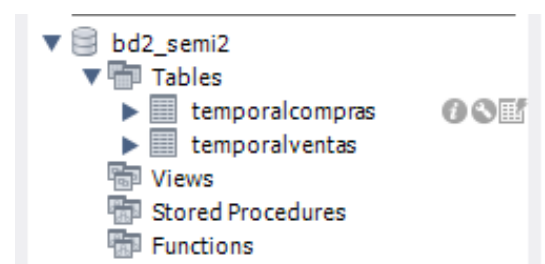 bd2_semi2
Tables
temporalcompras
temporalventas
Views
Stored Procedures
Functions